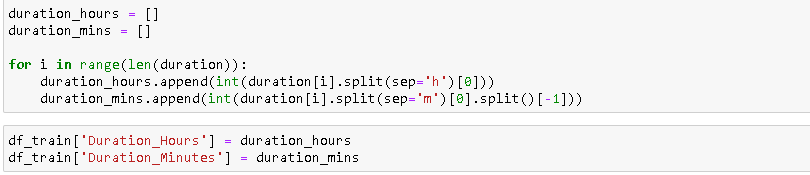 duration_hours = []
duration_mins = []
for i in range(len(duration)):
    duration_hours.append(int(duration[i].split(sep='h')[0]))
    duration_mins.append(int(duration[i].split(sep='m')[0].split()[-1]))
df_train['Duration_Hours'] = duration_hours
df_train['Duration_Minutes'] = duration_mins